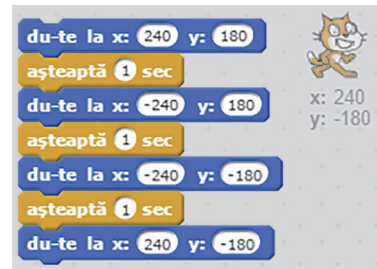 du-te la x: 240 y: 180
așteaptă 1 sec
du-te la x: -240 y: 180
așteaptă 1 sec
du-te la x: -240 y: -180
așteaptă 1 sec
du-te la x: 240 y: -180
x: 240
y: -180